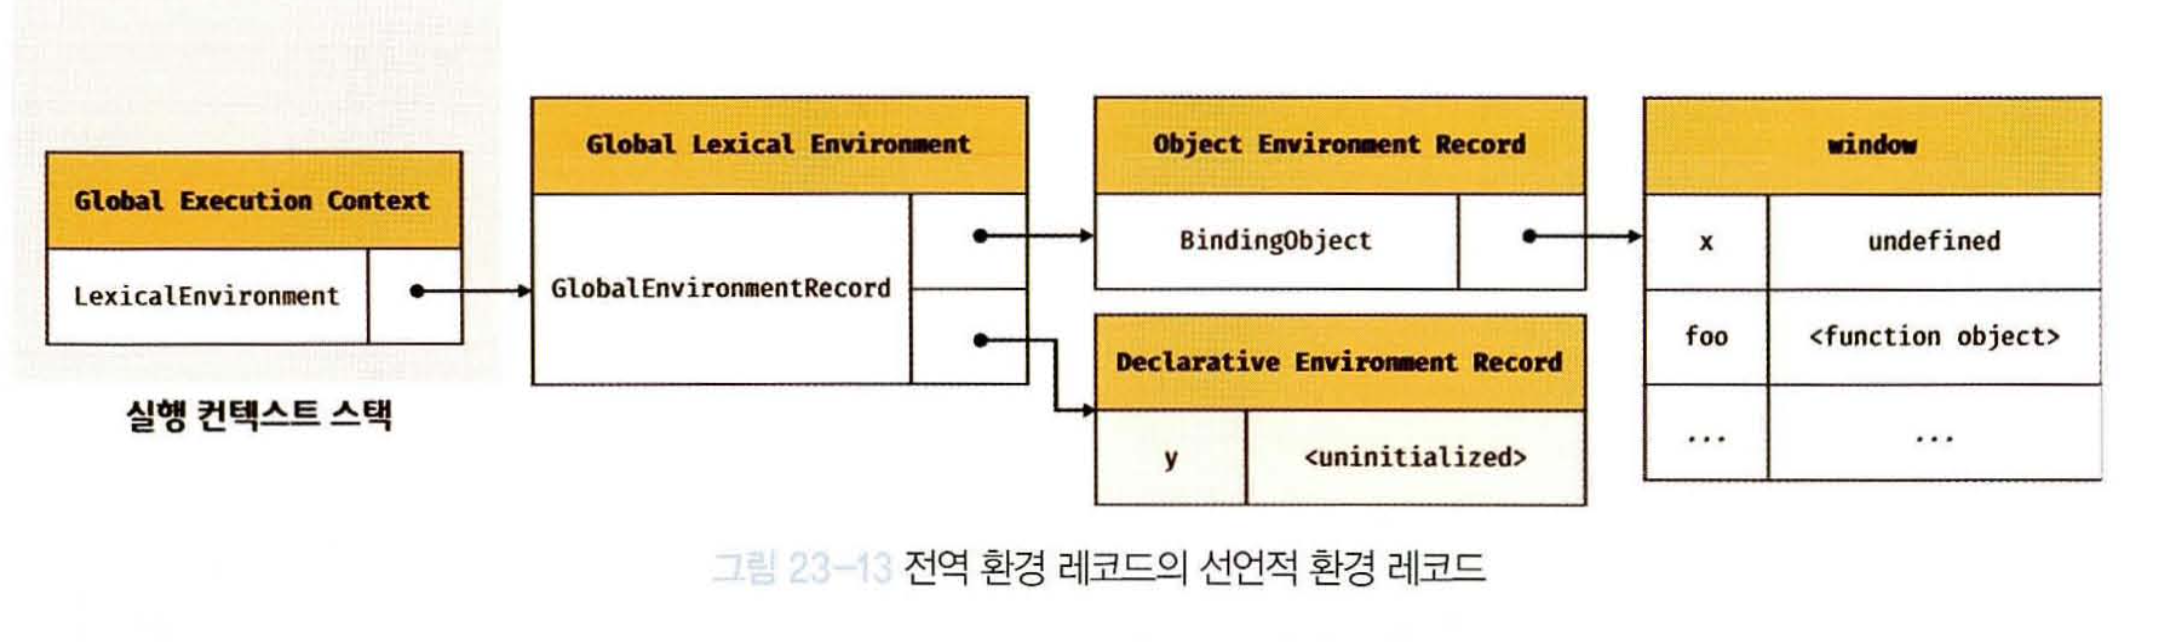 Global Execution Context
LexicalEnvironment
실행 컨텍스트 스택
Global Lexical Environment
GlobalEnvironmentRecord
Object Environment Record
BindingObject
Declarative Environment Record
y <uninitialized>
window
x undefined
foo <function object>
... ...
그림 23-13 전역 환경 레코드의 선언적 환경 레코드